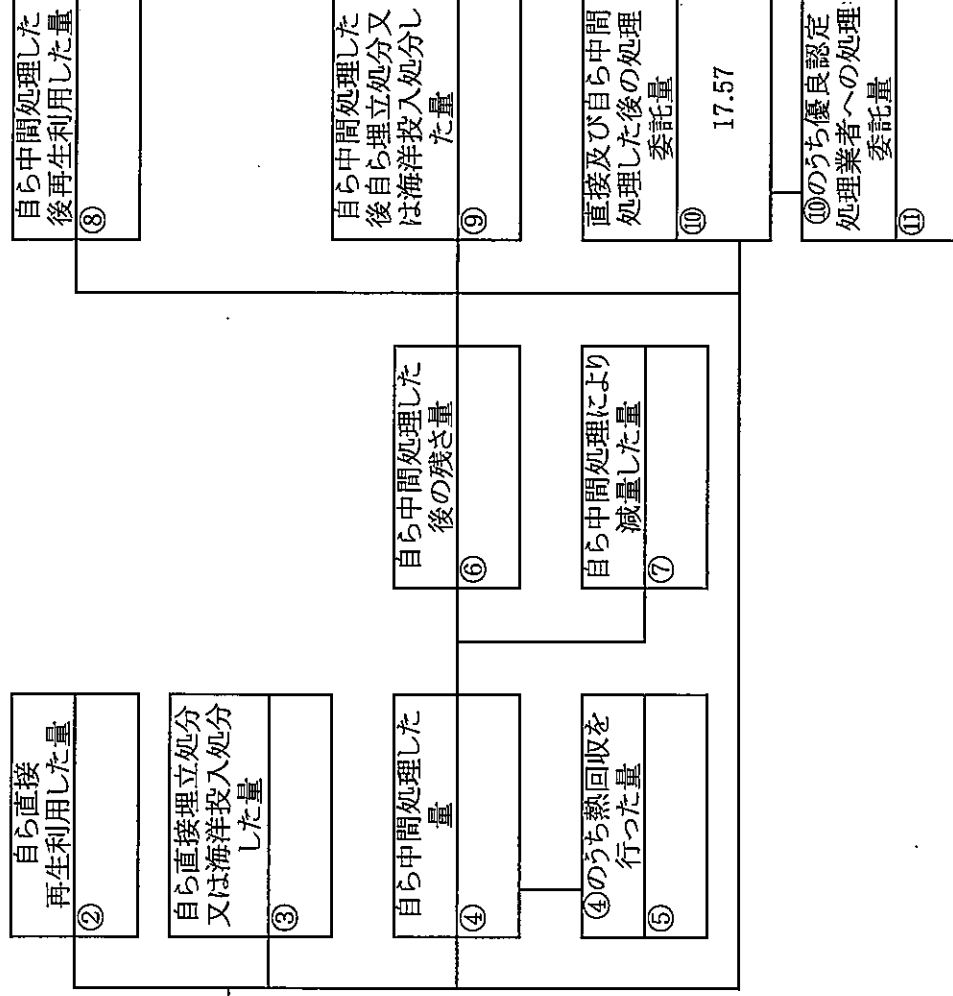 自ら直接
再生利用した量
②
自ら直接埋立処分
又は海洋投入処分
した量
③
自ら中間処理した
量
④
④のうち熱回収を
行った量
⑤
自ら中間処理した
後の残さ量
⑥
自ら中間処理により
減量した量
⑦
自ら中間処理した
後再生利用した量
⑧
自ら中間処理した
後自ら埋立処分又
は海洋投入処分し
た量
⑨
直接及び自ら中間
処理した後の処理
委託量
⑩
17.57
⑩のうち優良認定
処理業者への処理
委託量
⑪